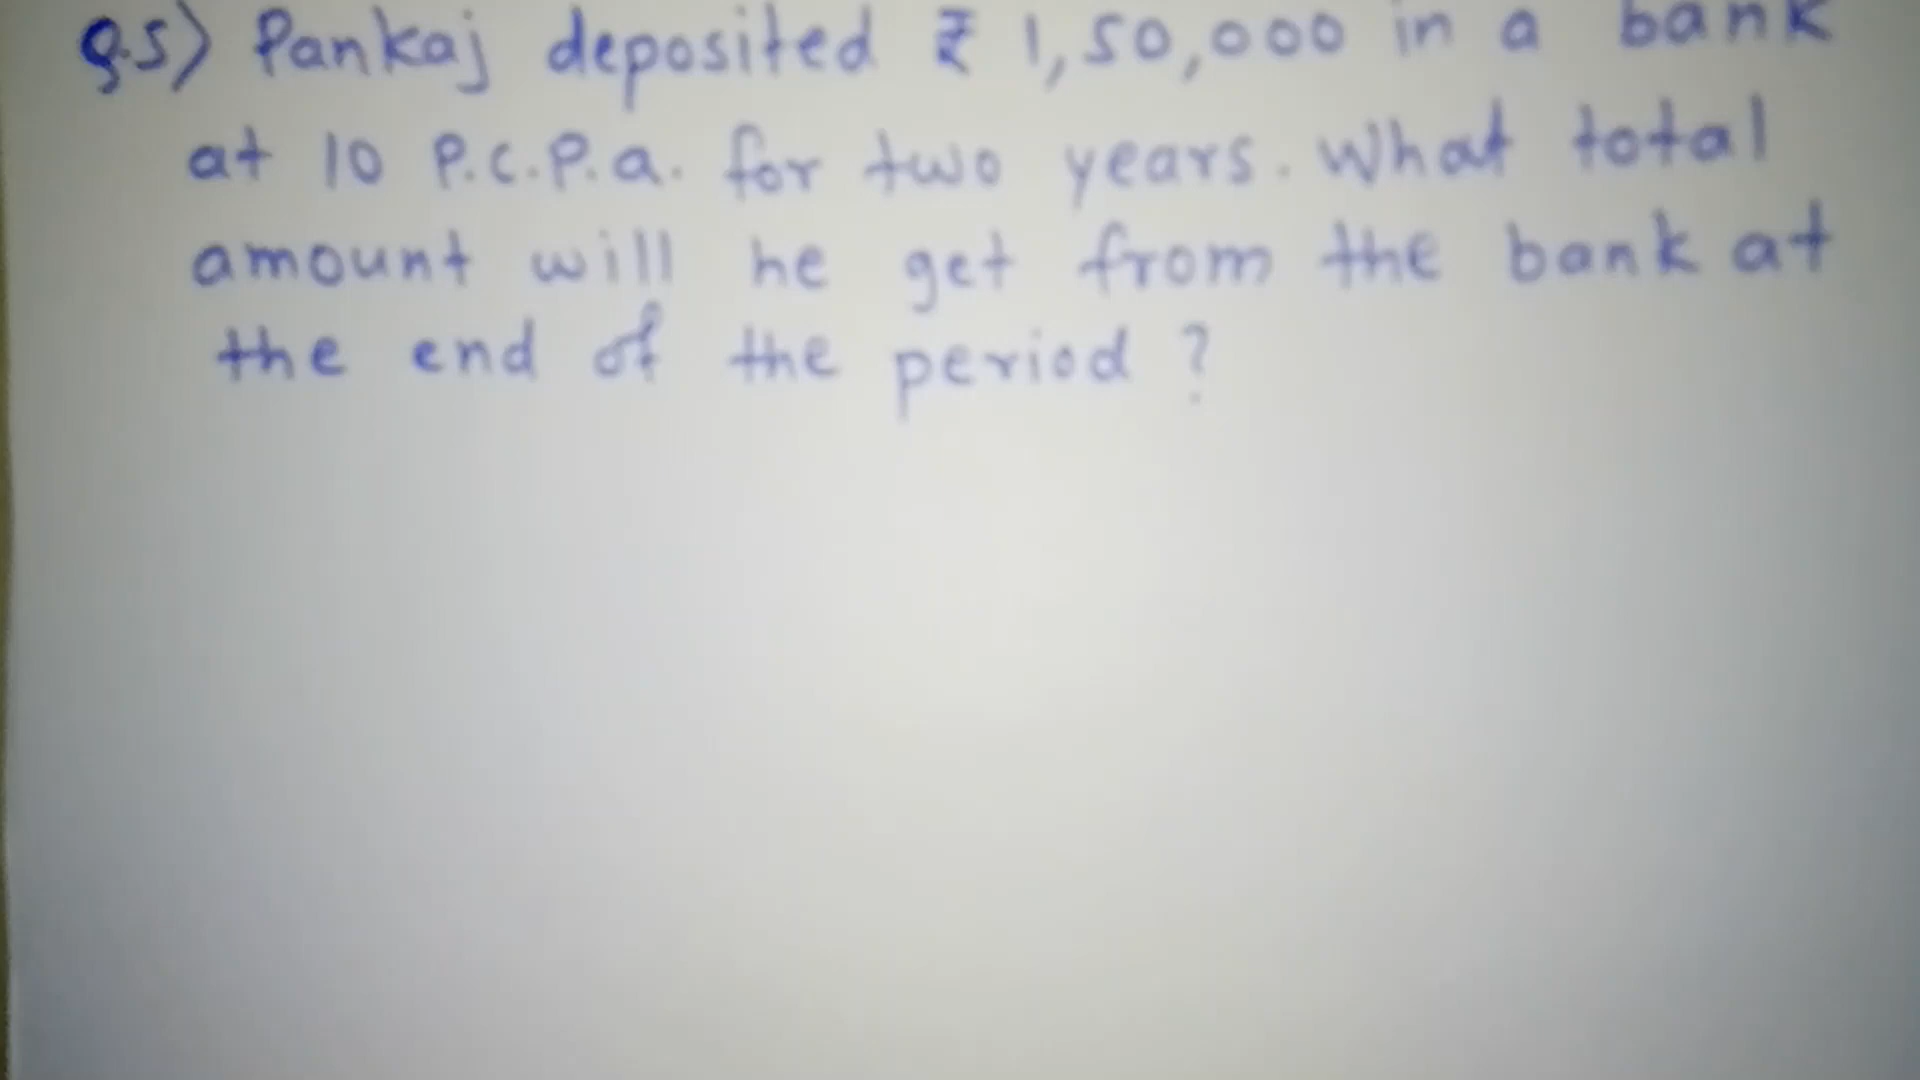 Q.5) Pankaj deposited ₹ 1,50,000 in a bank
at 10 P.C.P.a. for two years. What total
amount will he get from the bank at
the end of the period ?